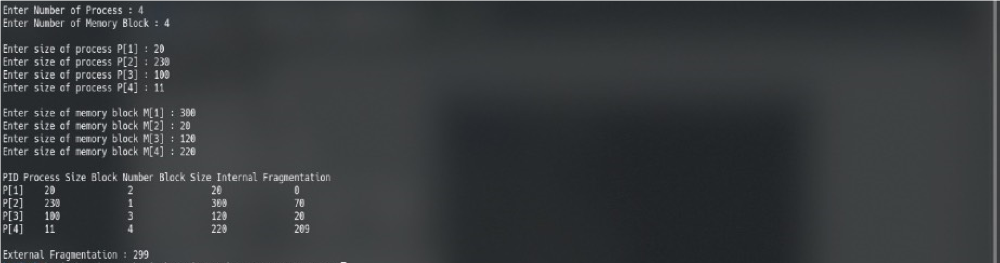 Enter Number of Process : 4
Enter Number of Memory Block : 4
Enter size of process P[1] : 20
Enter size of process P[2] : 230
Enter size of process P[3] : 100
Enter size of process P[4] : 11
Enter size of memory block M[1] : 300
Enter size of memory block M[2] : 20
Enter size of memory block M[3] : 120
Enter size of memory block M[4] : 220
PID Process Size Block Number Block Size Internal Fragmentation
P[1] 20 2 20 0
P[2] 230 1 300 70
P[3] 100 3 120 20
P[4] 11 4 220 209
External Fragmentation : 299